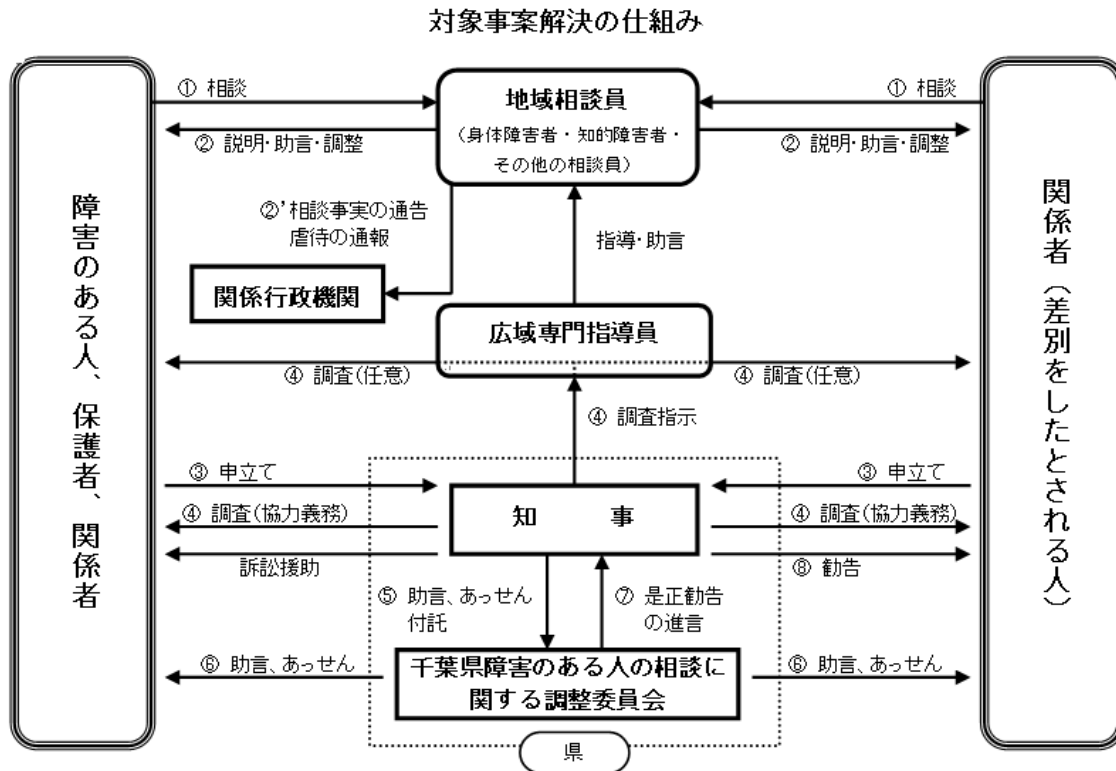 対象事案解決の仕組み
障害のある人、保護者、関係者
関係者（差別をしたとされる人）
① 相談
① 相談
地域相談員
（身体障害者・知的障害者・
その他の相談員）
② 説明・助言・調整
② 説明・助言・調整
②’相談事実の通告
虐待の通報
指導・助言
関係行政機関
広域専門指導員
④ 調査(任意)
④ 調査(任意)
④ 調査指示
③ 申立て
③ 申立て
知　事
④ 調査(協力義務)
④ 調査(協力義務)
訴訟援助
⑧ 勧告
⑤ 助言、あっせん
付託
⑦ 是正勧告
の進言
⑥ 助言、あっせん
⑥ 助言、あっせん
千葉県障害のある人の相談に
関する調整委員会
県